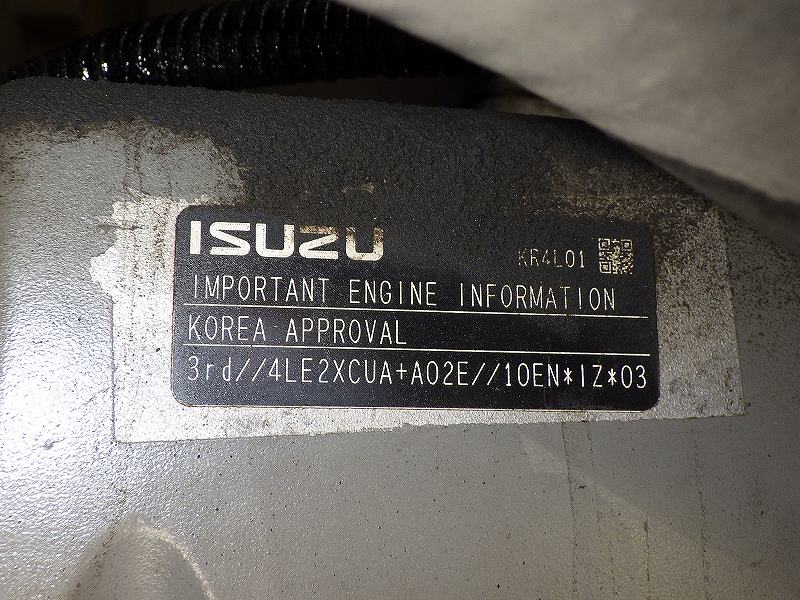 ISUZU
KR4L01
IMPORTANT ENGINE INFORMATION
KOREA APPROVAL
3rd//4LE2XCUA+A02E//10EN*IZ*03